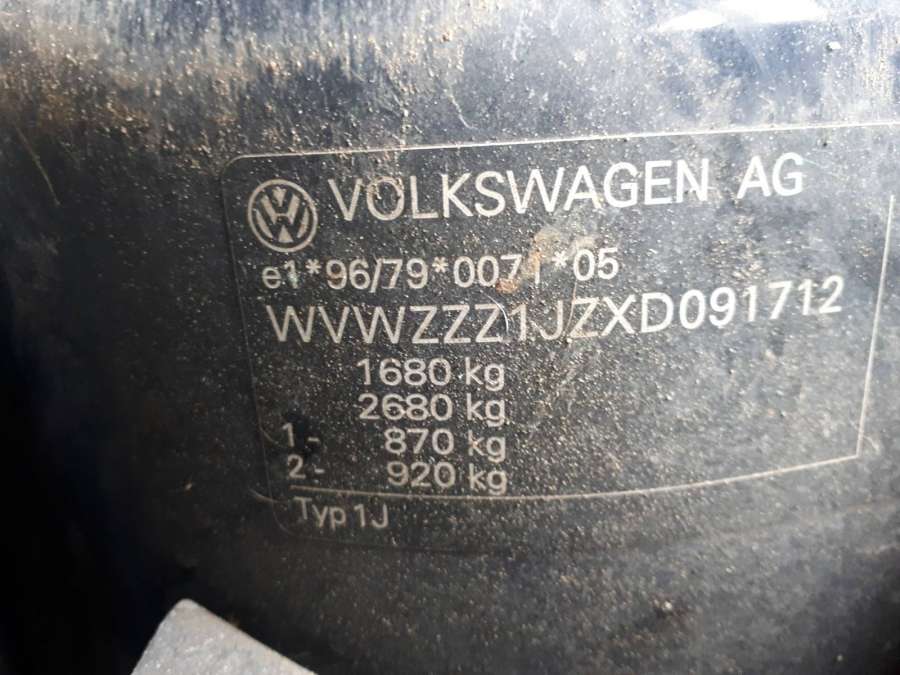 VOLKSWAGEN AG
e1*96/79*0071*05
WVWZZZ1JZXD091712
1680 kg
2680 kg
1- 870 kg
2- 920 kg
Typ 1J